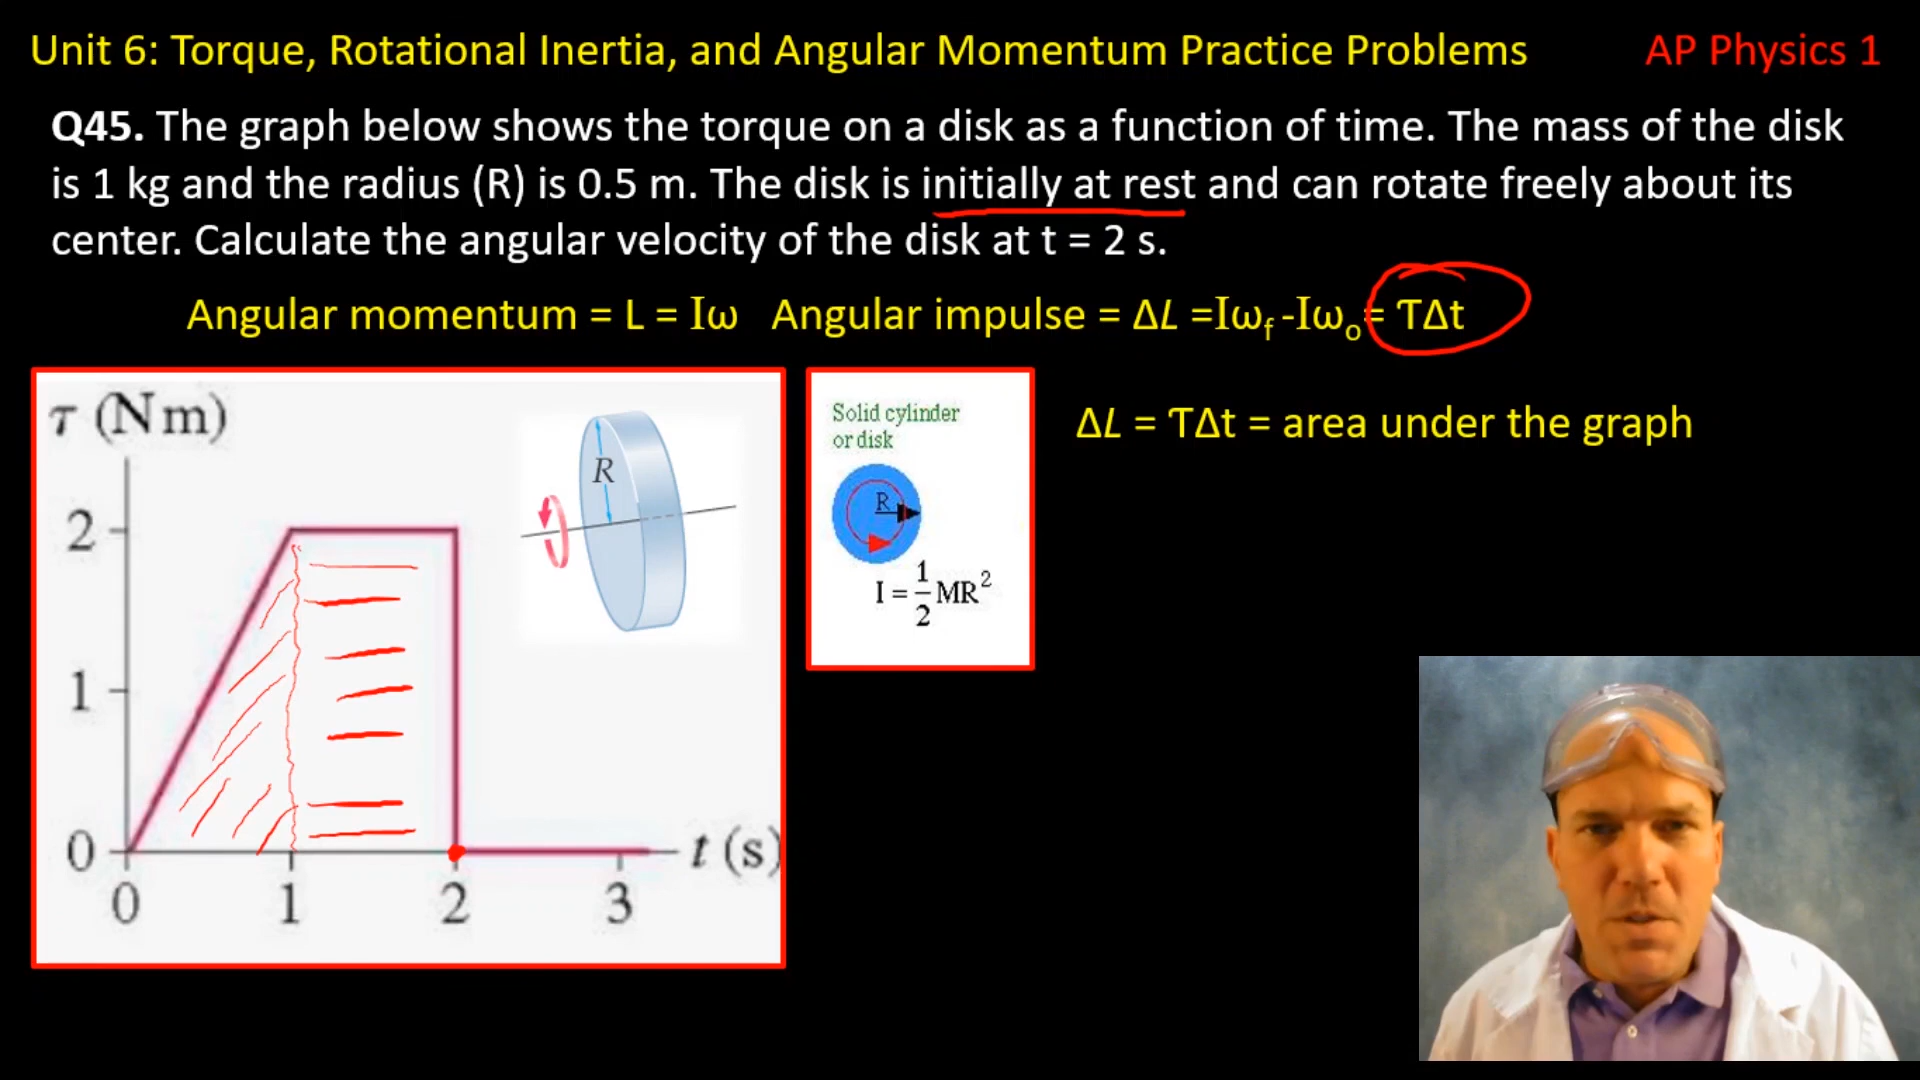 Unit 6: Torque, Rotational Inertia, and Angular Momentum Practice Problems
AP Physics 1
Q45. The graph below shows the torque on a disk as a function of time. The mass of the disk
is 1 kg and the radius (R) is 0.5 m. The disk is initially at rest and can rotate freely about its
center. Calculate the angular velocity of the disk at t = 2 s.
Angular momentum = L = Iω   Angular impulse = ΔL =Iωf -Iωo= ƬΔt
τ (Nm)
2
1
0
0 1 2 3
t (s)
R
Solid cylinder
or disk
R
I = 1/2 MR²
ΔL = ƬΔt = area under the graph